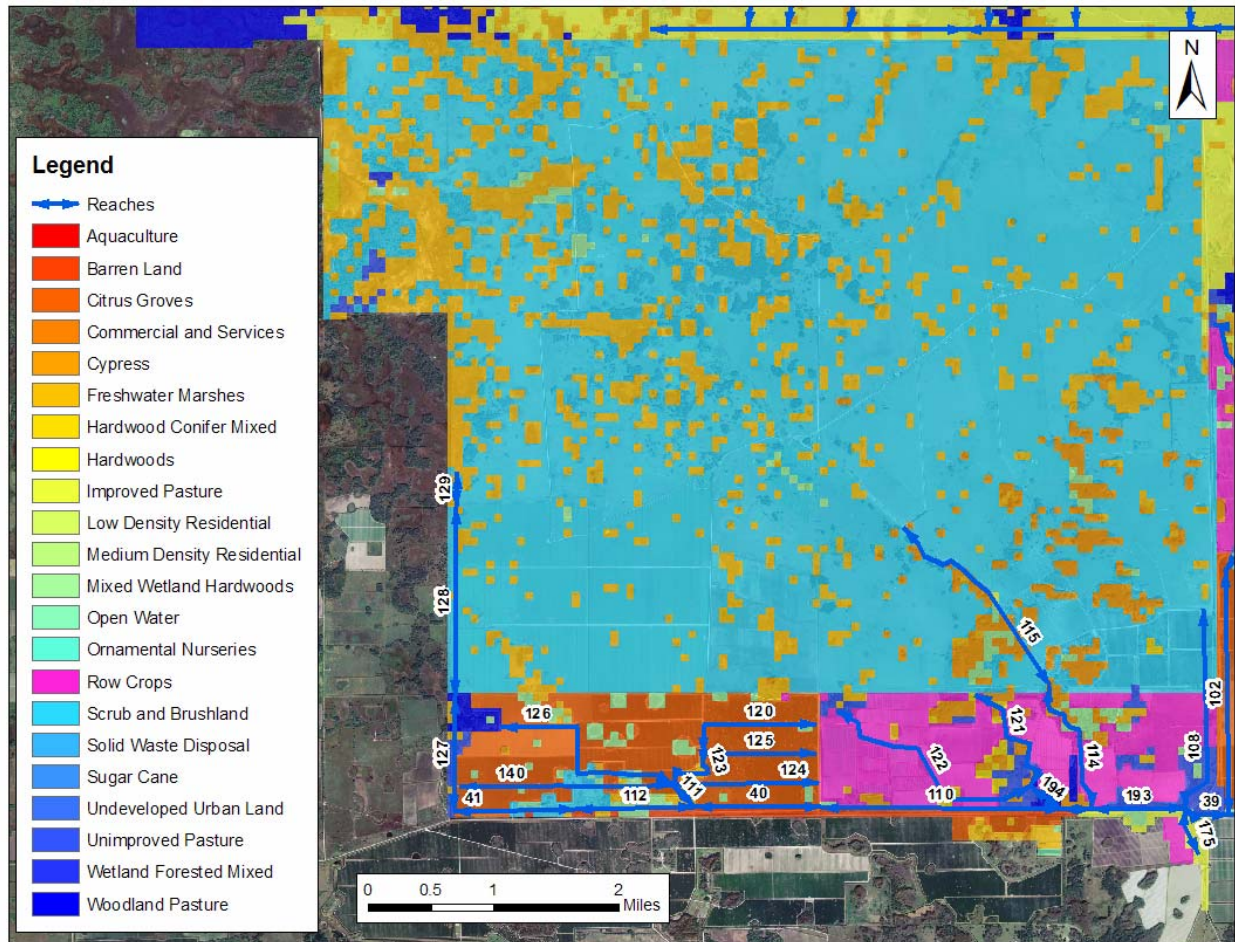 N
Legend
Reaches
Aquaculture
Barren Land
Citrus Groves
Commercial and Services
Cypress
Freshwater Marshes
Hardwood Conifer Mixed
Hardwoods
Improved Pasture
Low Density Residential
Medium Density Residential
Mixed Wetland Hardwoods
Open Water
Ornamental Nurseries
Row Crops
Scrub and Brushland
Solid Waste Disposal
Sugar Cane
Undeveloped Urban Land
Unimproved Pasture
Wetland Forested Mixed
Woodland Pasture
129
128
115
102
126
120
121
127
125
123
122
114
108
140
124
111
194
41
112
40
110
193
39
175
0 0.5 1 2
Miles